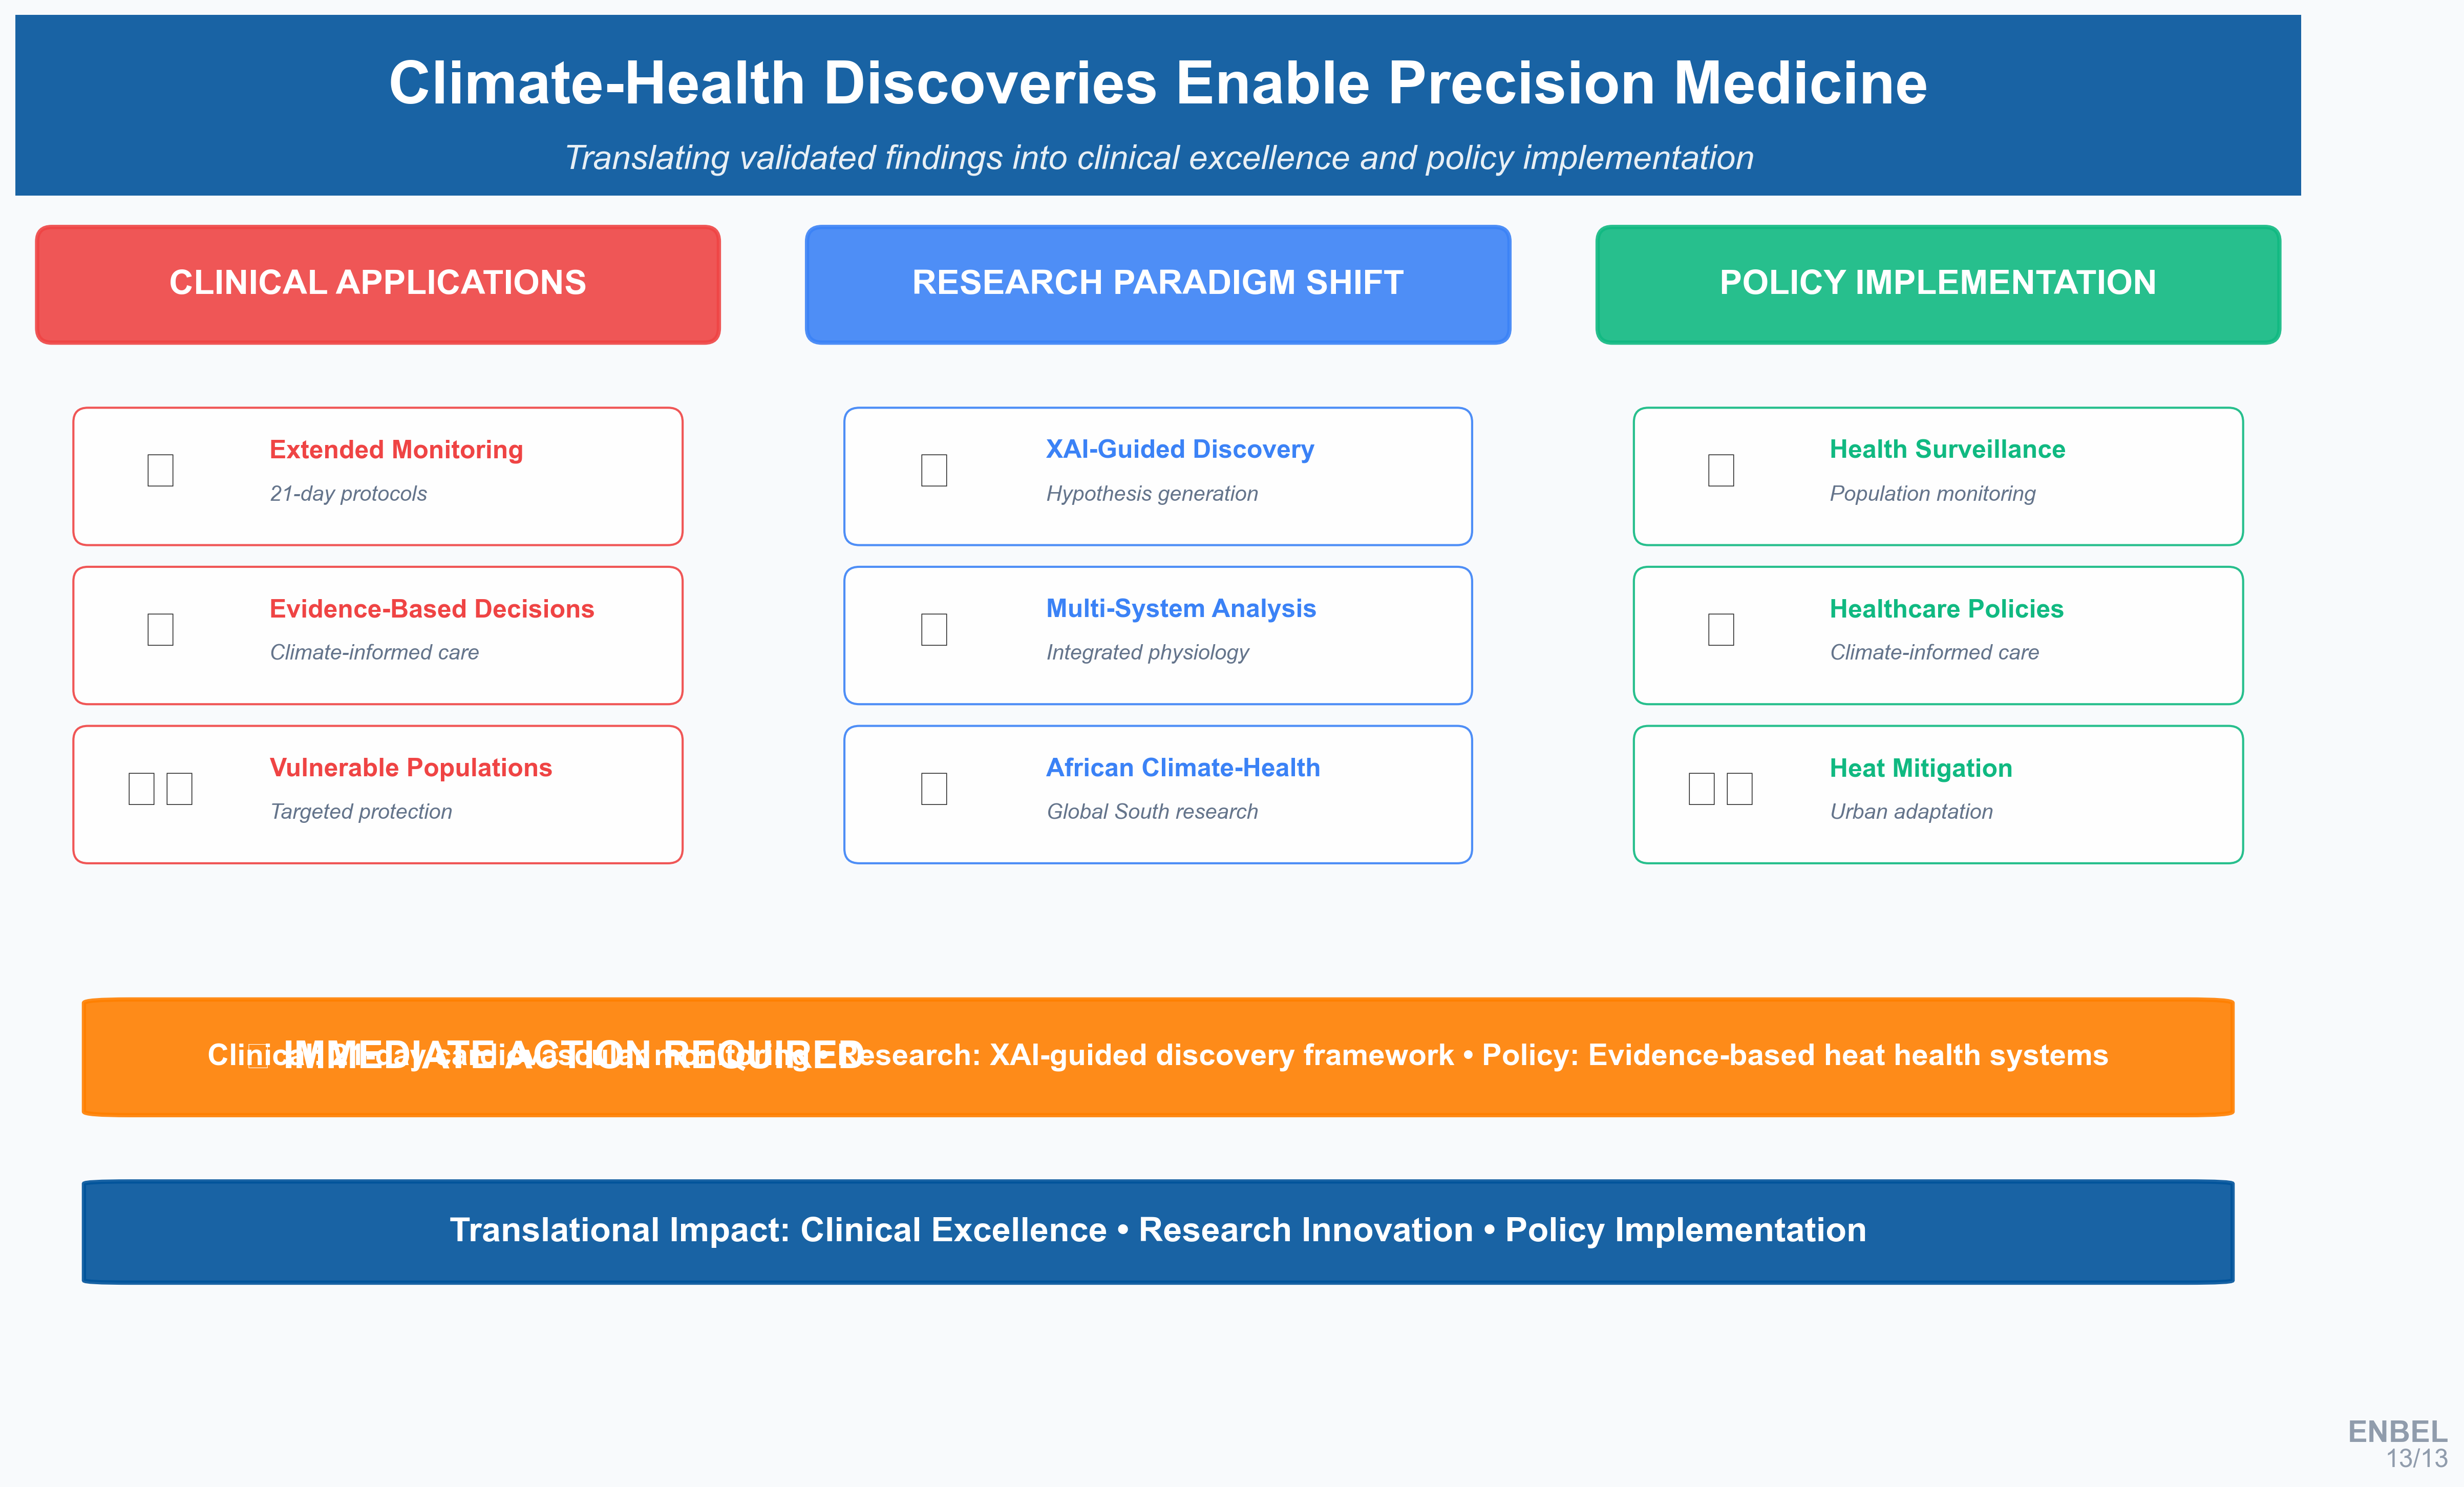 Climate-Health Discoveries Enable Precision Medicine
Translating validated findings into clinical excellence and policy implementation
CLINICAL APPLICATIONS
Extended Monitoring
21-day protocols
Evidence-Based Decisions
Climate-informed care
Vulnerable Populations
Targeted protection
RESEARCH PARADIGM SHIFT
XAI-Guided Discovery
Hypothesis generation
Multi-System Analysis
Integrated physiology
African Climate-Health
Global South research
POLICY IMPLEMENTATION
Health Surveillance
Population monitoring
Healthcare Policies
Climate-informed care
Heat Mitigation
Urban adaptation
IMMEDIATE ACTION REQUIRED
Clinical: 21-day cardiovascular monitoring • Research: XAI-guided discovery framework • Policy: Evidence-based heat health systems
Translational Impact: Clinical Excellence • Research Innovation • Policy Implementation
ENBEL
13/13